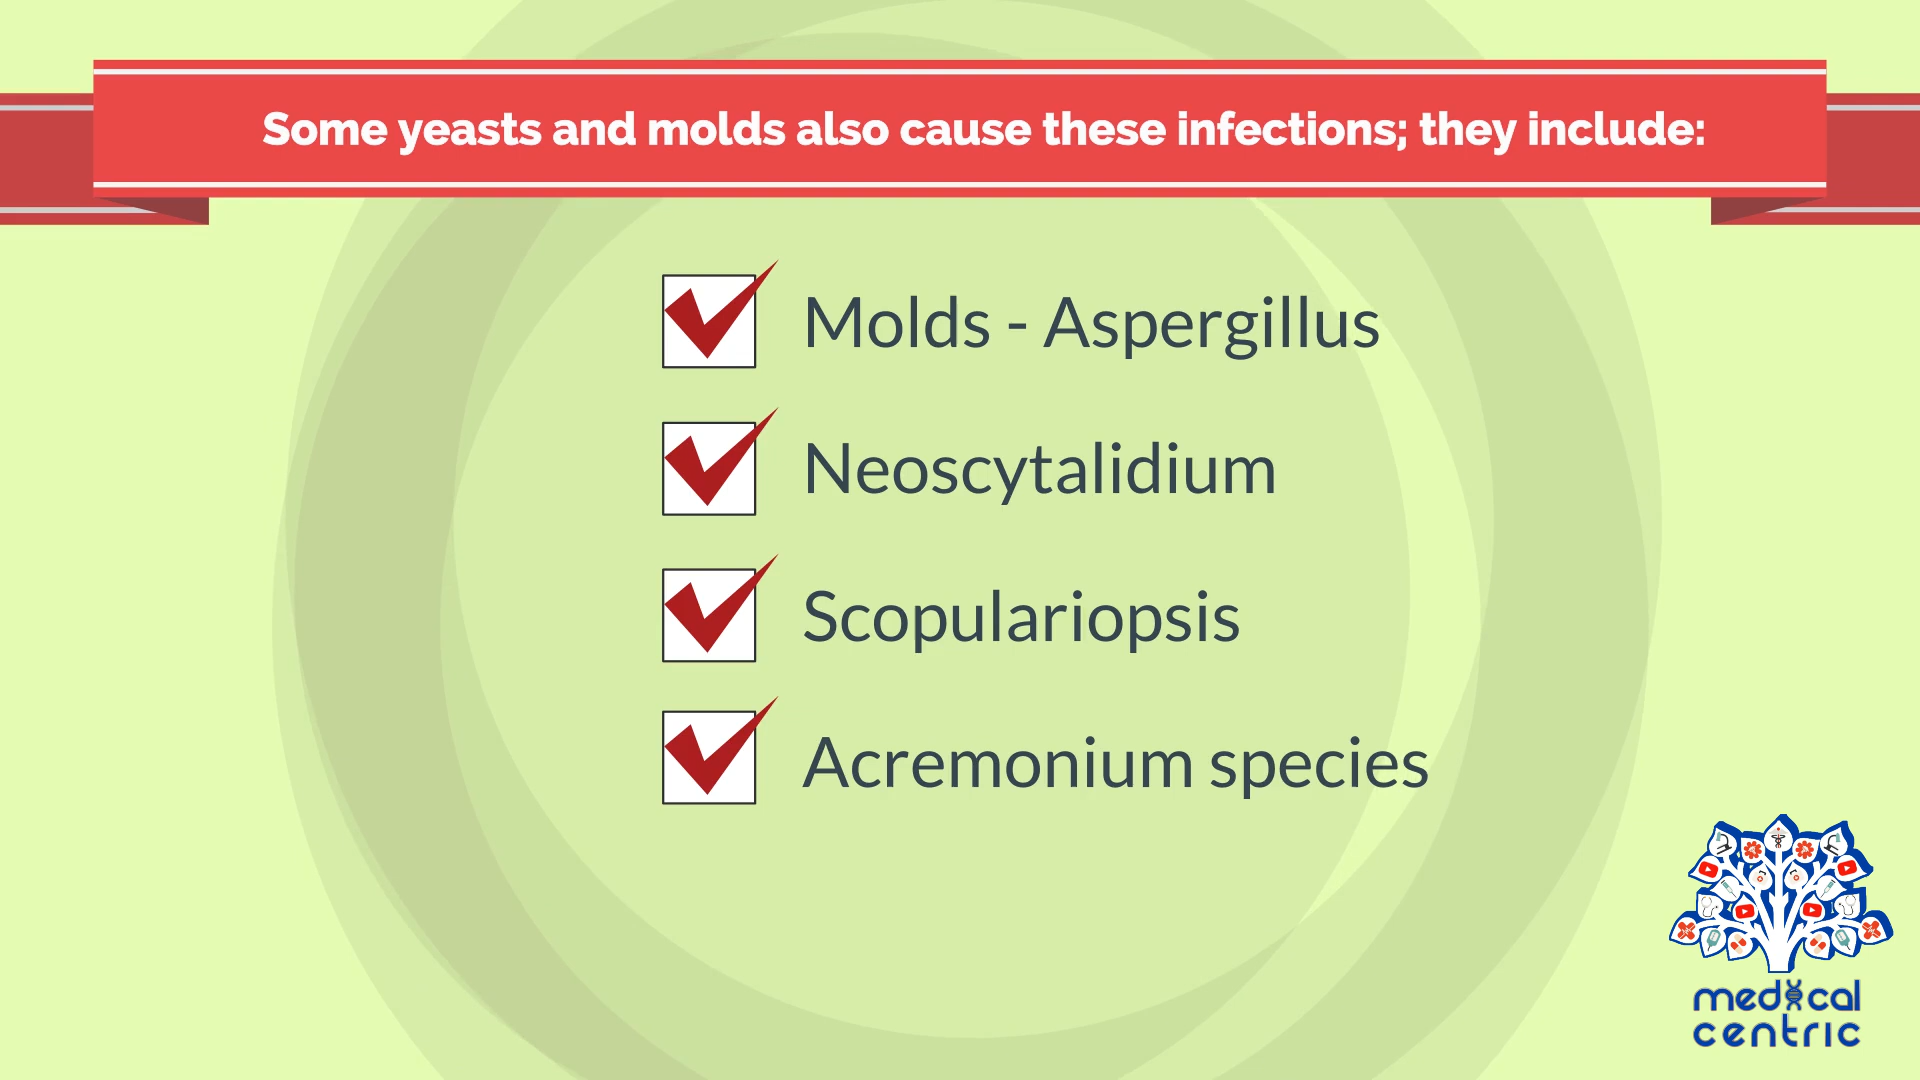 Some yeasts and molds also cause these infections; they include:
Molds - Aspergillus
Neoscytalidium
Scopulariopsis
Acremonium species
medical
centric